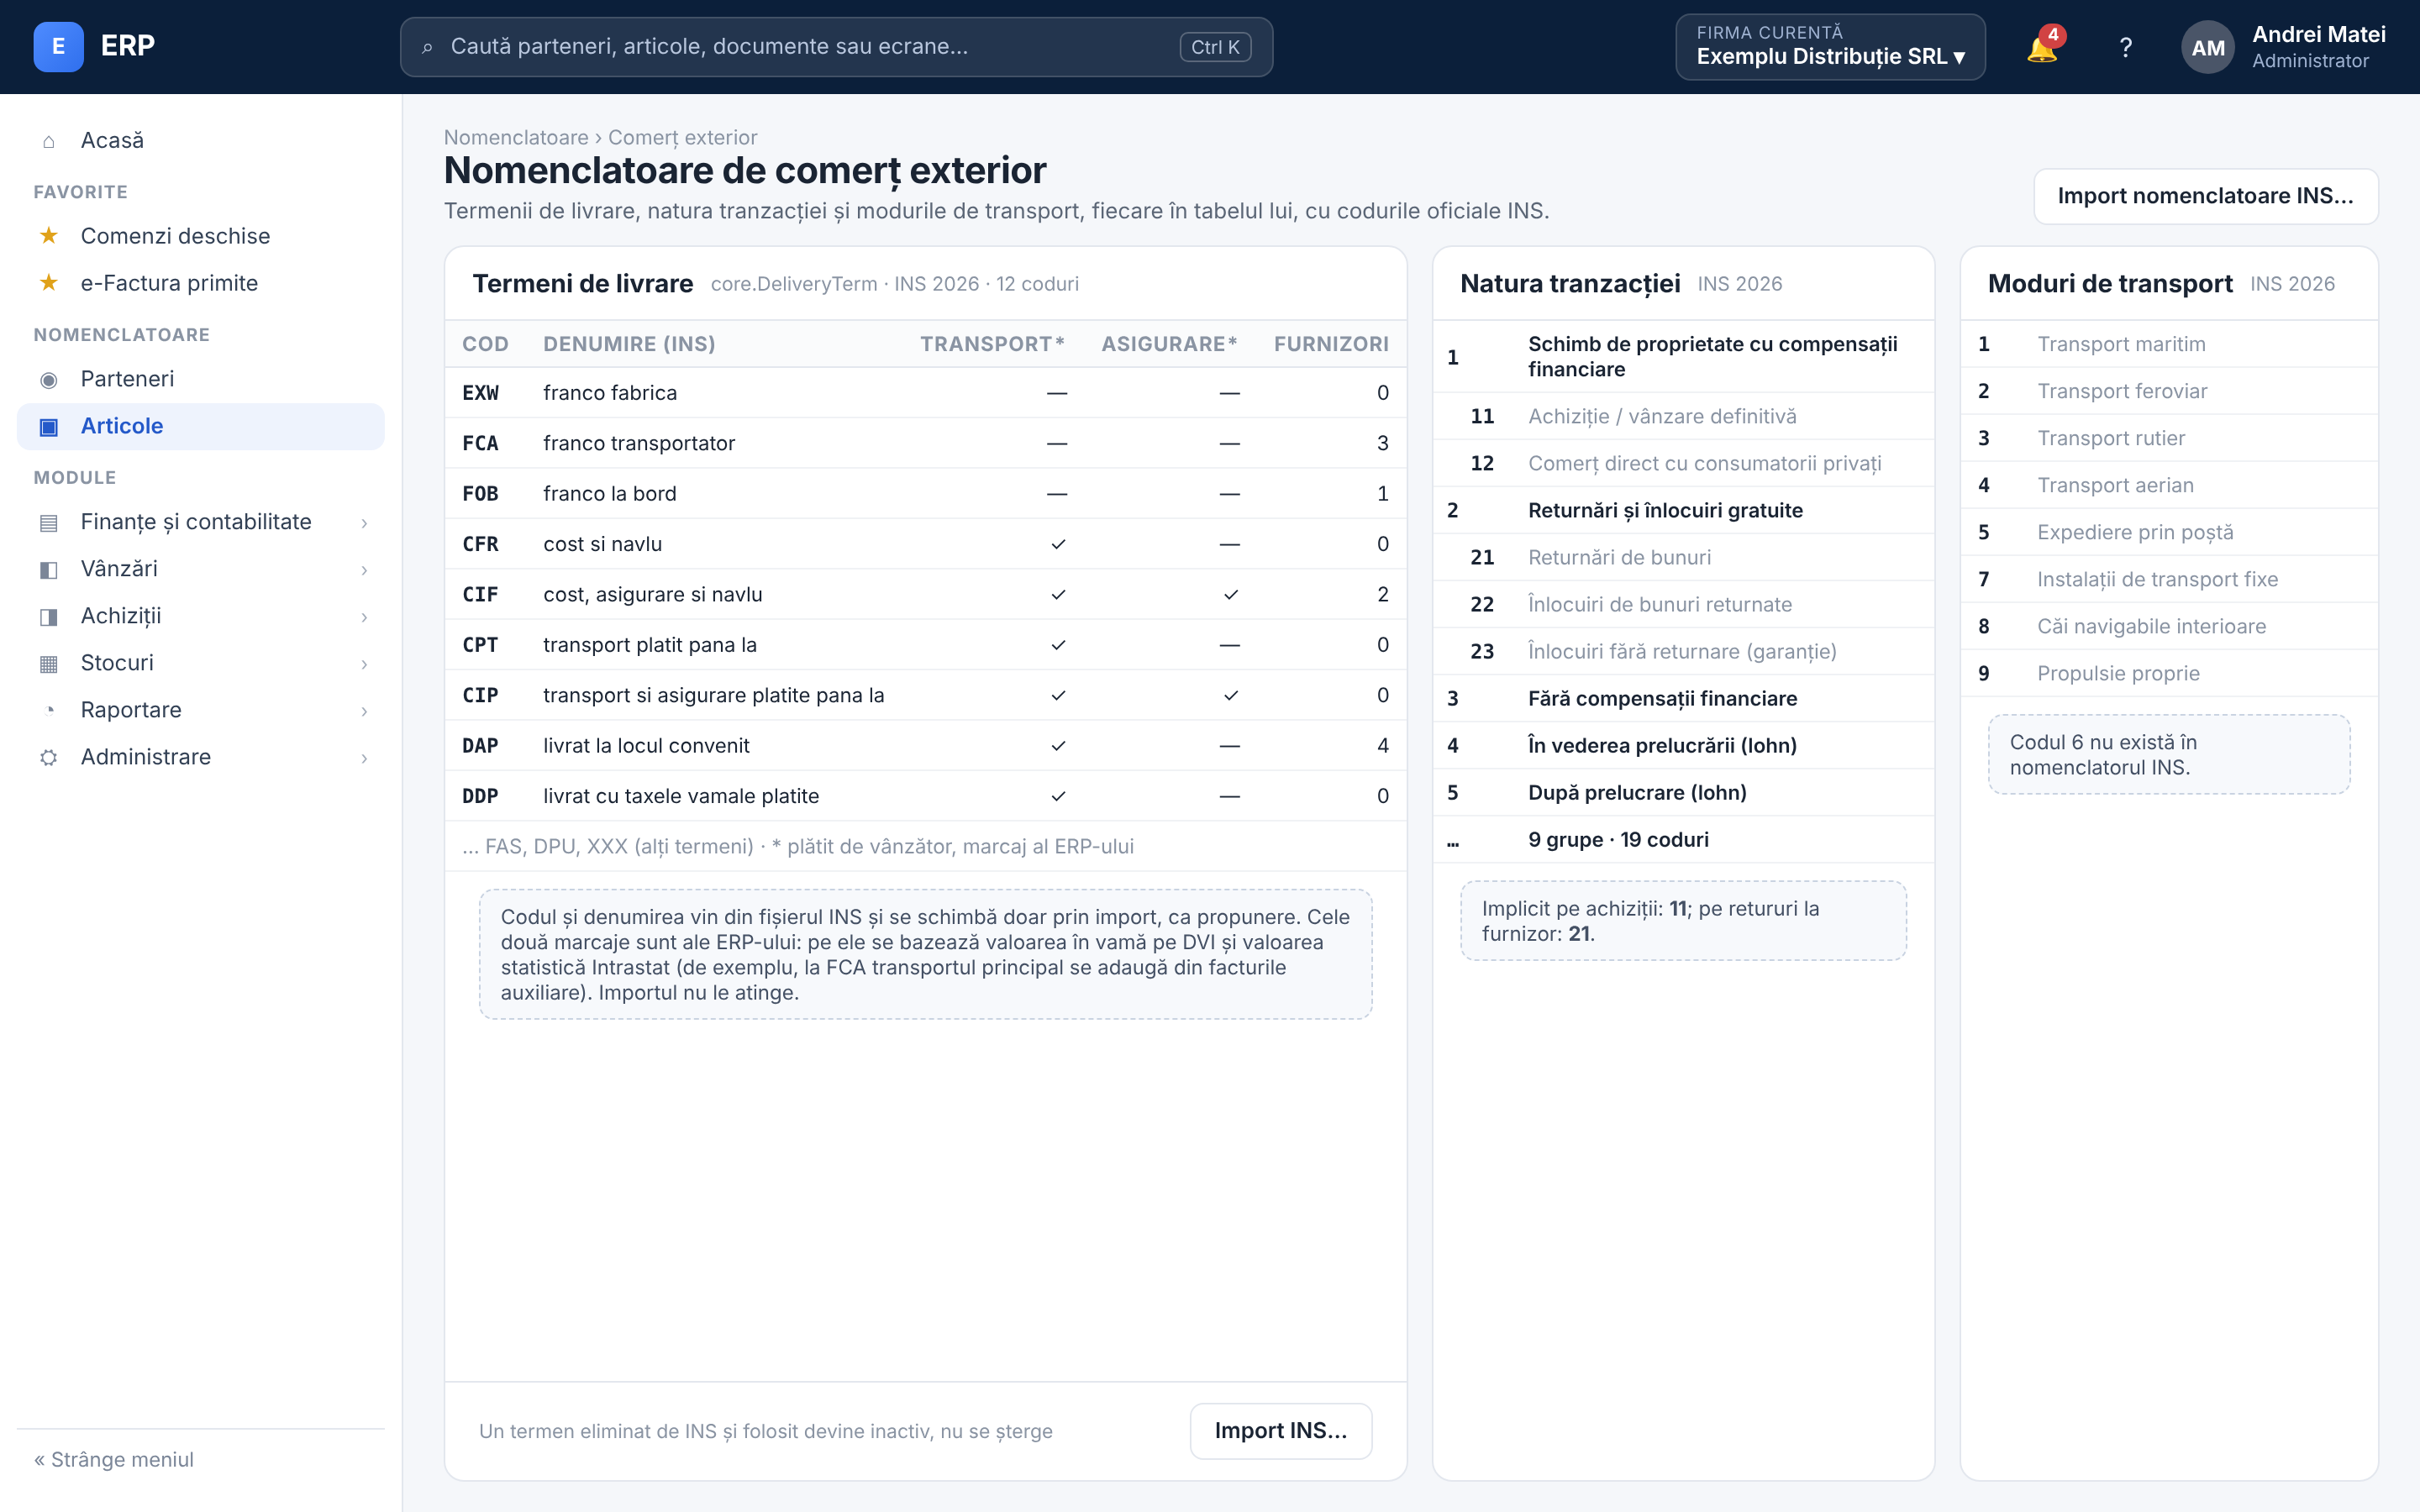 E ERP
⌕ Caută parteneri, articole, documente sau ecrane... Ctrl K
FIRMA CURENTĂ
Exemplu Distribuție SRL ▾
4
?
AM
Andrei Matei
Administrator
Acasă
FAVORITE
★ Comenzi deschise
★ e-Factura primite
NOMENCLATOARE
Parteneri
Articole
MODULE
Finanțe și contabilitate ›
Vânzări ›
Achiziții ›
Stocuri ›
Raportare ›
Administrare ›
« Strânge meniul
Nomenclatoare › Comerț exterior
Nomenclatoare de comerț exterior
Termenii de livrare, natura tranzacției și modurile de transport, fiecare în tabelul lui, cu codurile oficiale INS.
Import nomenclatoare INS...
Termeni de livrare core.DeliveryTerm · INS 2026 · 12 coduri
COD DENUMIRE (INS) TRANSPORT* ASIGURARE* FURNIZORI
EXW franco fabrica — — 0
FCA franco transportator — — 3
FOB franco la bord — — 1
CFR cost si navlu ✓ — 0
CIF cost, asigurare si navlu ✓ ✓ 2
CPT transport platit pana la ✓ — 0
CIP transport si asigurare platite pana la ✓ ✓ 0
DAP livrat la locul convenit ✓ — 4
DDP livrat cu taxele vamale platite ✓ — 0
... FAS, DPU, XXX (alți termeni) · * plătit de vânzător, marcaj al ERP-ului
Codul și denumirea vin din fișierul INS și se schimbă doar prin import, ca propunere. Cele
două marcaje sunt ale ERP-ului: pe ele se bazează valoarea în vamă pe DVI și valoarea
statistică Intrastat (de exemplu, la FCA transportul principal se adaugă din facturile
auxiliare). Importul nu le atinge.
Un termen eliminat de INS și folosit devine inactiv, nu se șterge
Import INS...
Natura tranzacției INS 2026
1 Schimb de proprietate cu compensații
financiare
11 Achiziție / vânzare definitivă
12 Comerț direct cu consumatorii privați
2 Returnări și înlocuiri gratuite
21 Returnări de bunuri
22 Înlocuiri de bunuri returnate
23 Înlocuiri fără returnare (garanție)
3 Fără compensații financiare
4 În vederea prelucrării (lohn)
5 După prelucrare (lohn)
... 9 grupe · 19 coduri
Implicit pe achiziții: 11; pe retururi la
furnizor: 21.
Moduri de transport INS 2026
1 Transport maritim
2 Transport feroviar
3 Transport rutier
4 Transport aerian
5 Expediere prin poștă
7 Instalații de transport fixe
8 Căi navigabile interioare
9 Propulsie proprie
Codul 6 nu există în
nomenclatorul INS.